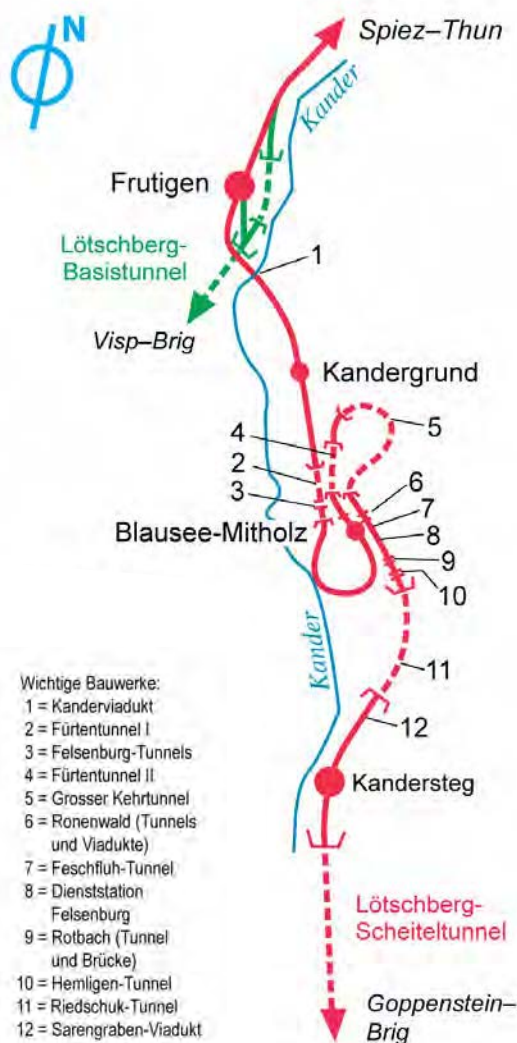 N
Spiez–Thun
Kander
Frutigen
Lötschberg-
Basistunnel
1
Visp–Brig
Kandergrund
5
4
2
3
6
7
Blausee-Mitholz
8
9
10
Kander
11
12
Kandersteg
Wichtige Bauwerke:
1 = Kanderviadukt
2 = Fürtentunnel I
3 = Felsenburg-Tunnels
4 = Fürtentunnel II
5 = Grosser Kehrtunnel
6 = Ronenwald (Tunnels
und Viadukte)
7 = Feschfluh-Tunnel
8 = Dienststation
Felsenburg
9 = Rotbach (Tunnel
und Brücke)
10 = Hemligen-Tunnel
11 = Riedschuk-Tunnel
12 = Sarengraben-Viadukt
Lötschberg-
Scheiteltunnel
Goppenstein–
Brig